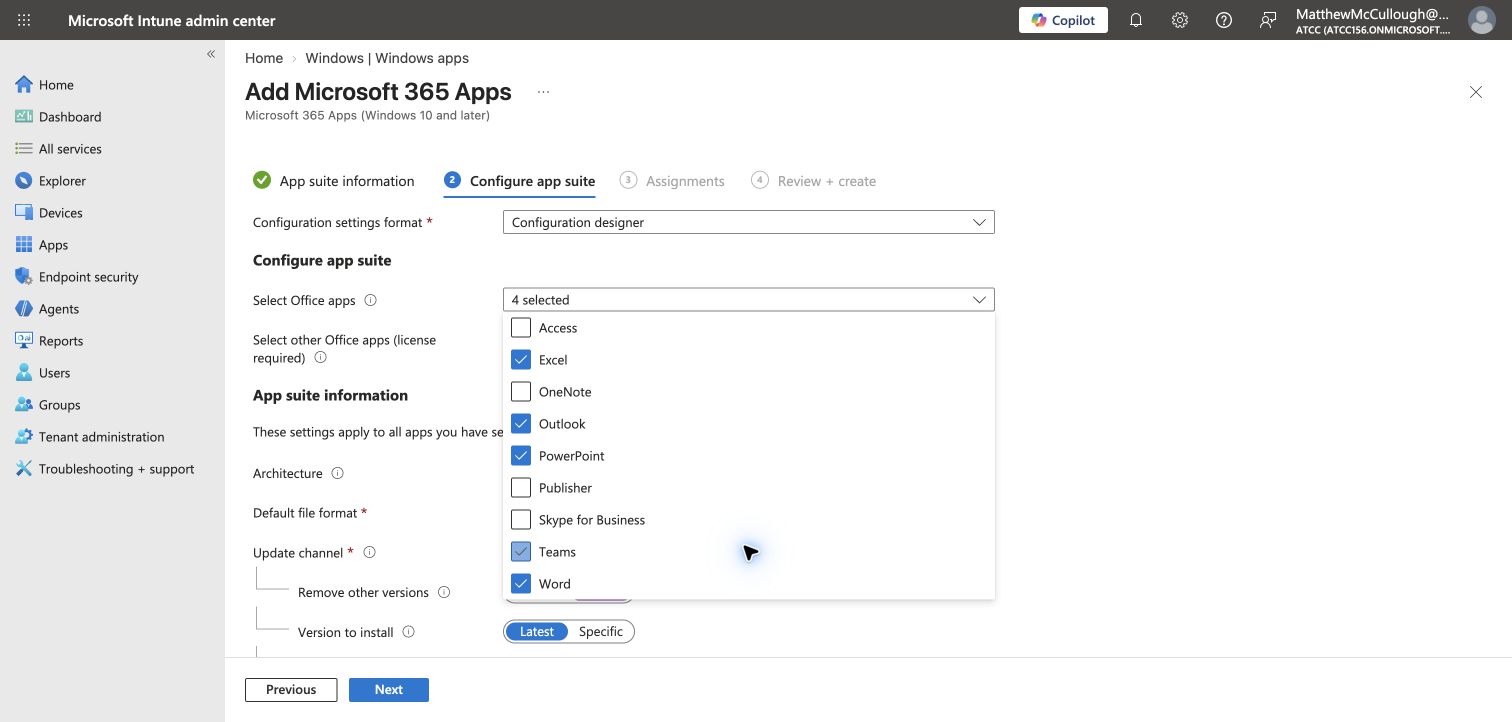 Microsoft Intune admin center
Copilot
MatthewMcCullough@...
ATCC (ATCC156.ONMICROSOFT....
«
Home
Dashboard
All services
Explorer
Devices
Apps
Endpoint security
Agents
Reports
Users
Groups
Tenant administration
Troubleshooting + support
Home > Windows | Windows apps
Add Microsoft 365 Apps ...
Microsoft 365 Apps (Windows 10 and later)
App suite information
2 Configure app suite
3 Assignments
4 Review + create
Configuration settings format *
Configuration designer
Configure app suite
Select Office apps
4 selected
Access
Excel
OneNote
Outlook
PowerPoint
Publisher
Skype for Business
Teams
Word
Select other Office apps (license
required)
App suite information
These settings apply to all apps you have se
Architecture
Default file format *
Update channel *
Remove other versions
Version to install
Latest Specific
Previous Next